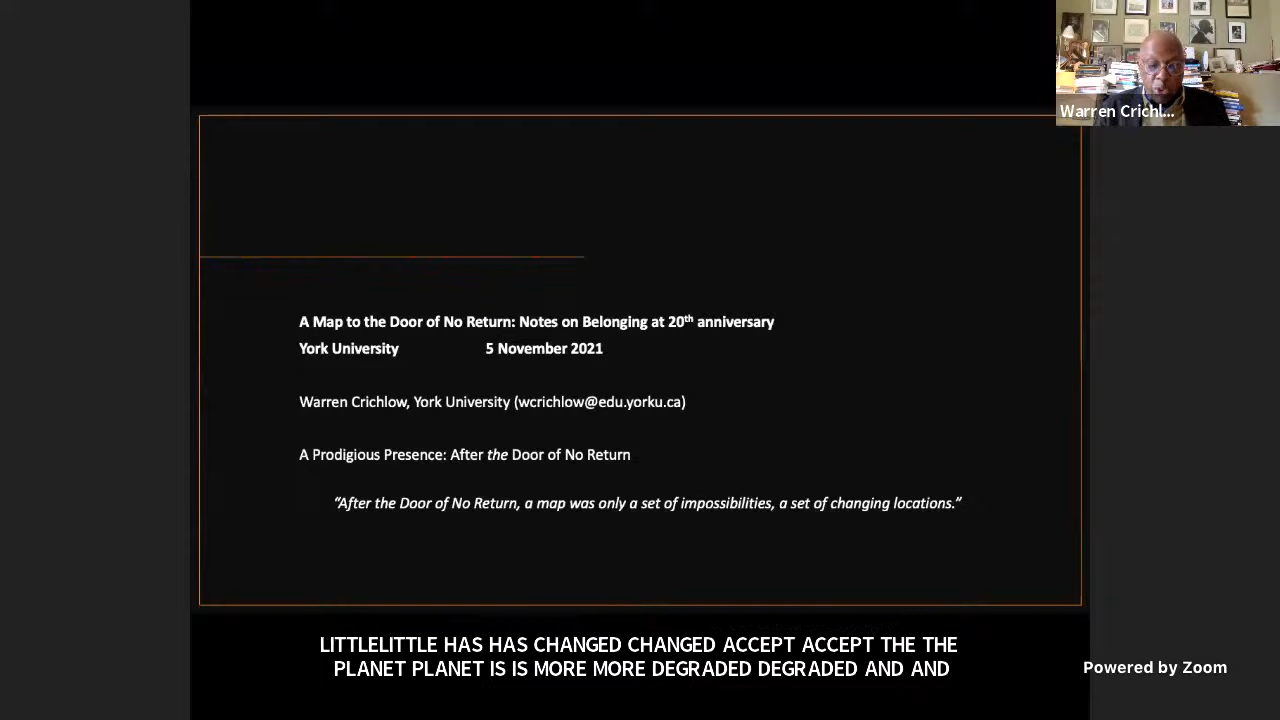 Warren Crichl...
A Map to the Door of No Return: Notes on Belonging at 20th anniversary
York University 5 November 2021
Warren Crichlow, York University (wcrichlow@edu.yorku.ca)
A Prodigious Presence: After the Door of No Return
“After the Door of No Return, a map was only a set of impossibilities, a set of changing locations.”
LITTLELITTLE HAS HAS CHANGED CHANGED ACCEPT ACCEPT THE THE
PLANET PLANET IS IS MORE MORE DEGRADED DEGRADED AND AND
Powered by Zoom